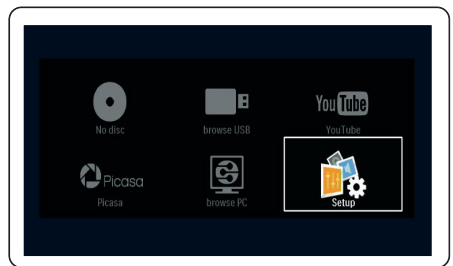 You Tube
No disc
browse USB
YouTube
Picasa
Picasa
browse PC
Setup